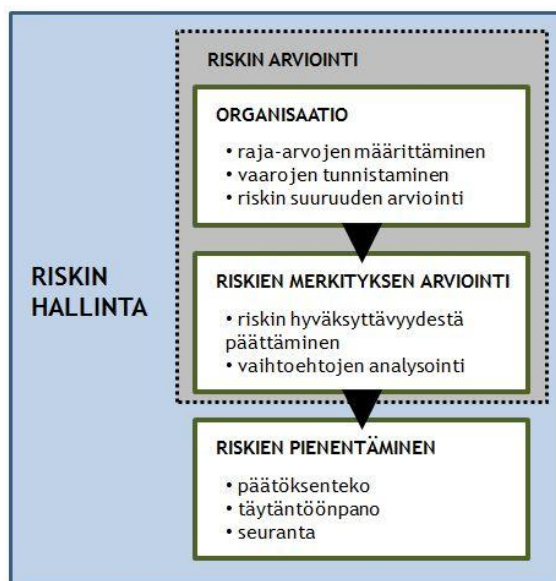 RISKIN ARVIOINTI
ORGANISAATIO
• raja-arvojen määrittäminen
• vaarojen tunnistaminen
• riskin suuruuden arviointi
RISKIN
HALLINTA
RISKIEN MERKITYKSEN ARVIOINTI
• riskin hyväksyttävyydestä
päättäminen
• vaihtoehtojen analysointi
RISKIEN PIENENTÄMINEN
• päätöksenteko
• täytäntöönpano
• seuranta